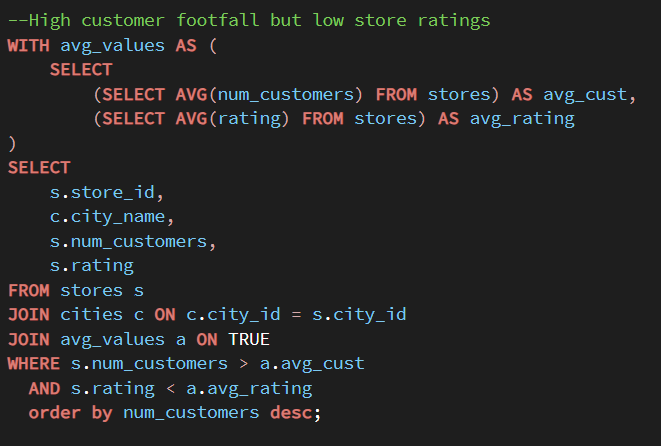 --High customer footfall but low store ratings
WITH avg_values AS (
    SELECT
        (SELECT AVG(num_customers) FROM stores) AS avg_cust,
        (SELECT AVG(rating) FROM stores) AS avg_rating
)
SELECT
    s.store_id,
    c.city_name,
    s.num_customers,
    s.rating
FROM stores s
JOIN cities c ON c.city_id = s.city_id
JOIN avg_values a ON TRUE
WHERE s.num_customers > a.avg_cust
  AND s.rating < a.avg_rating
  order by num_customers desc;